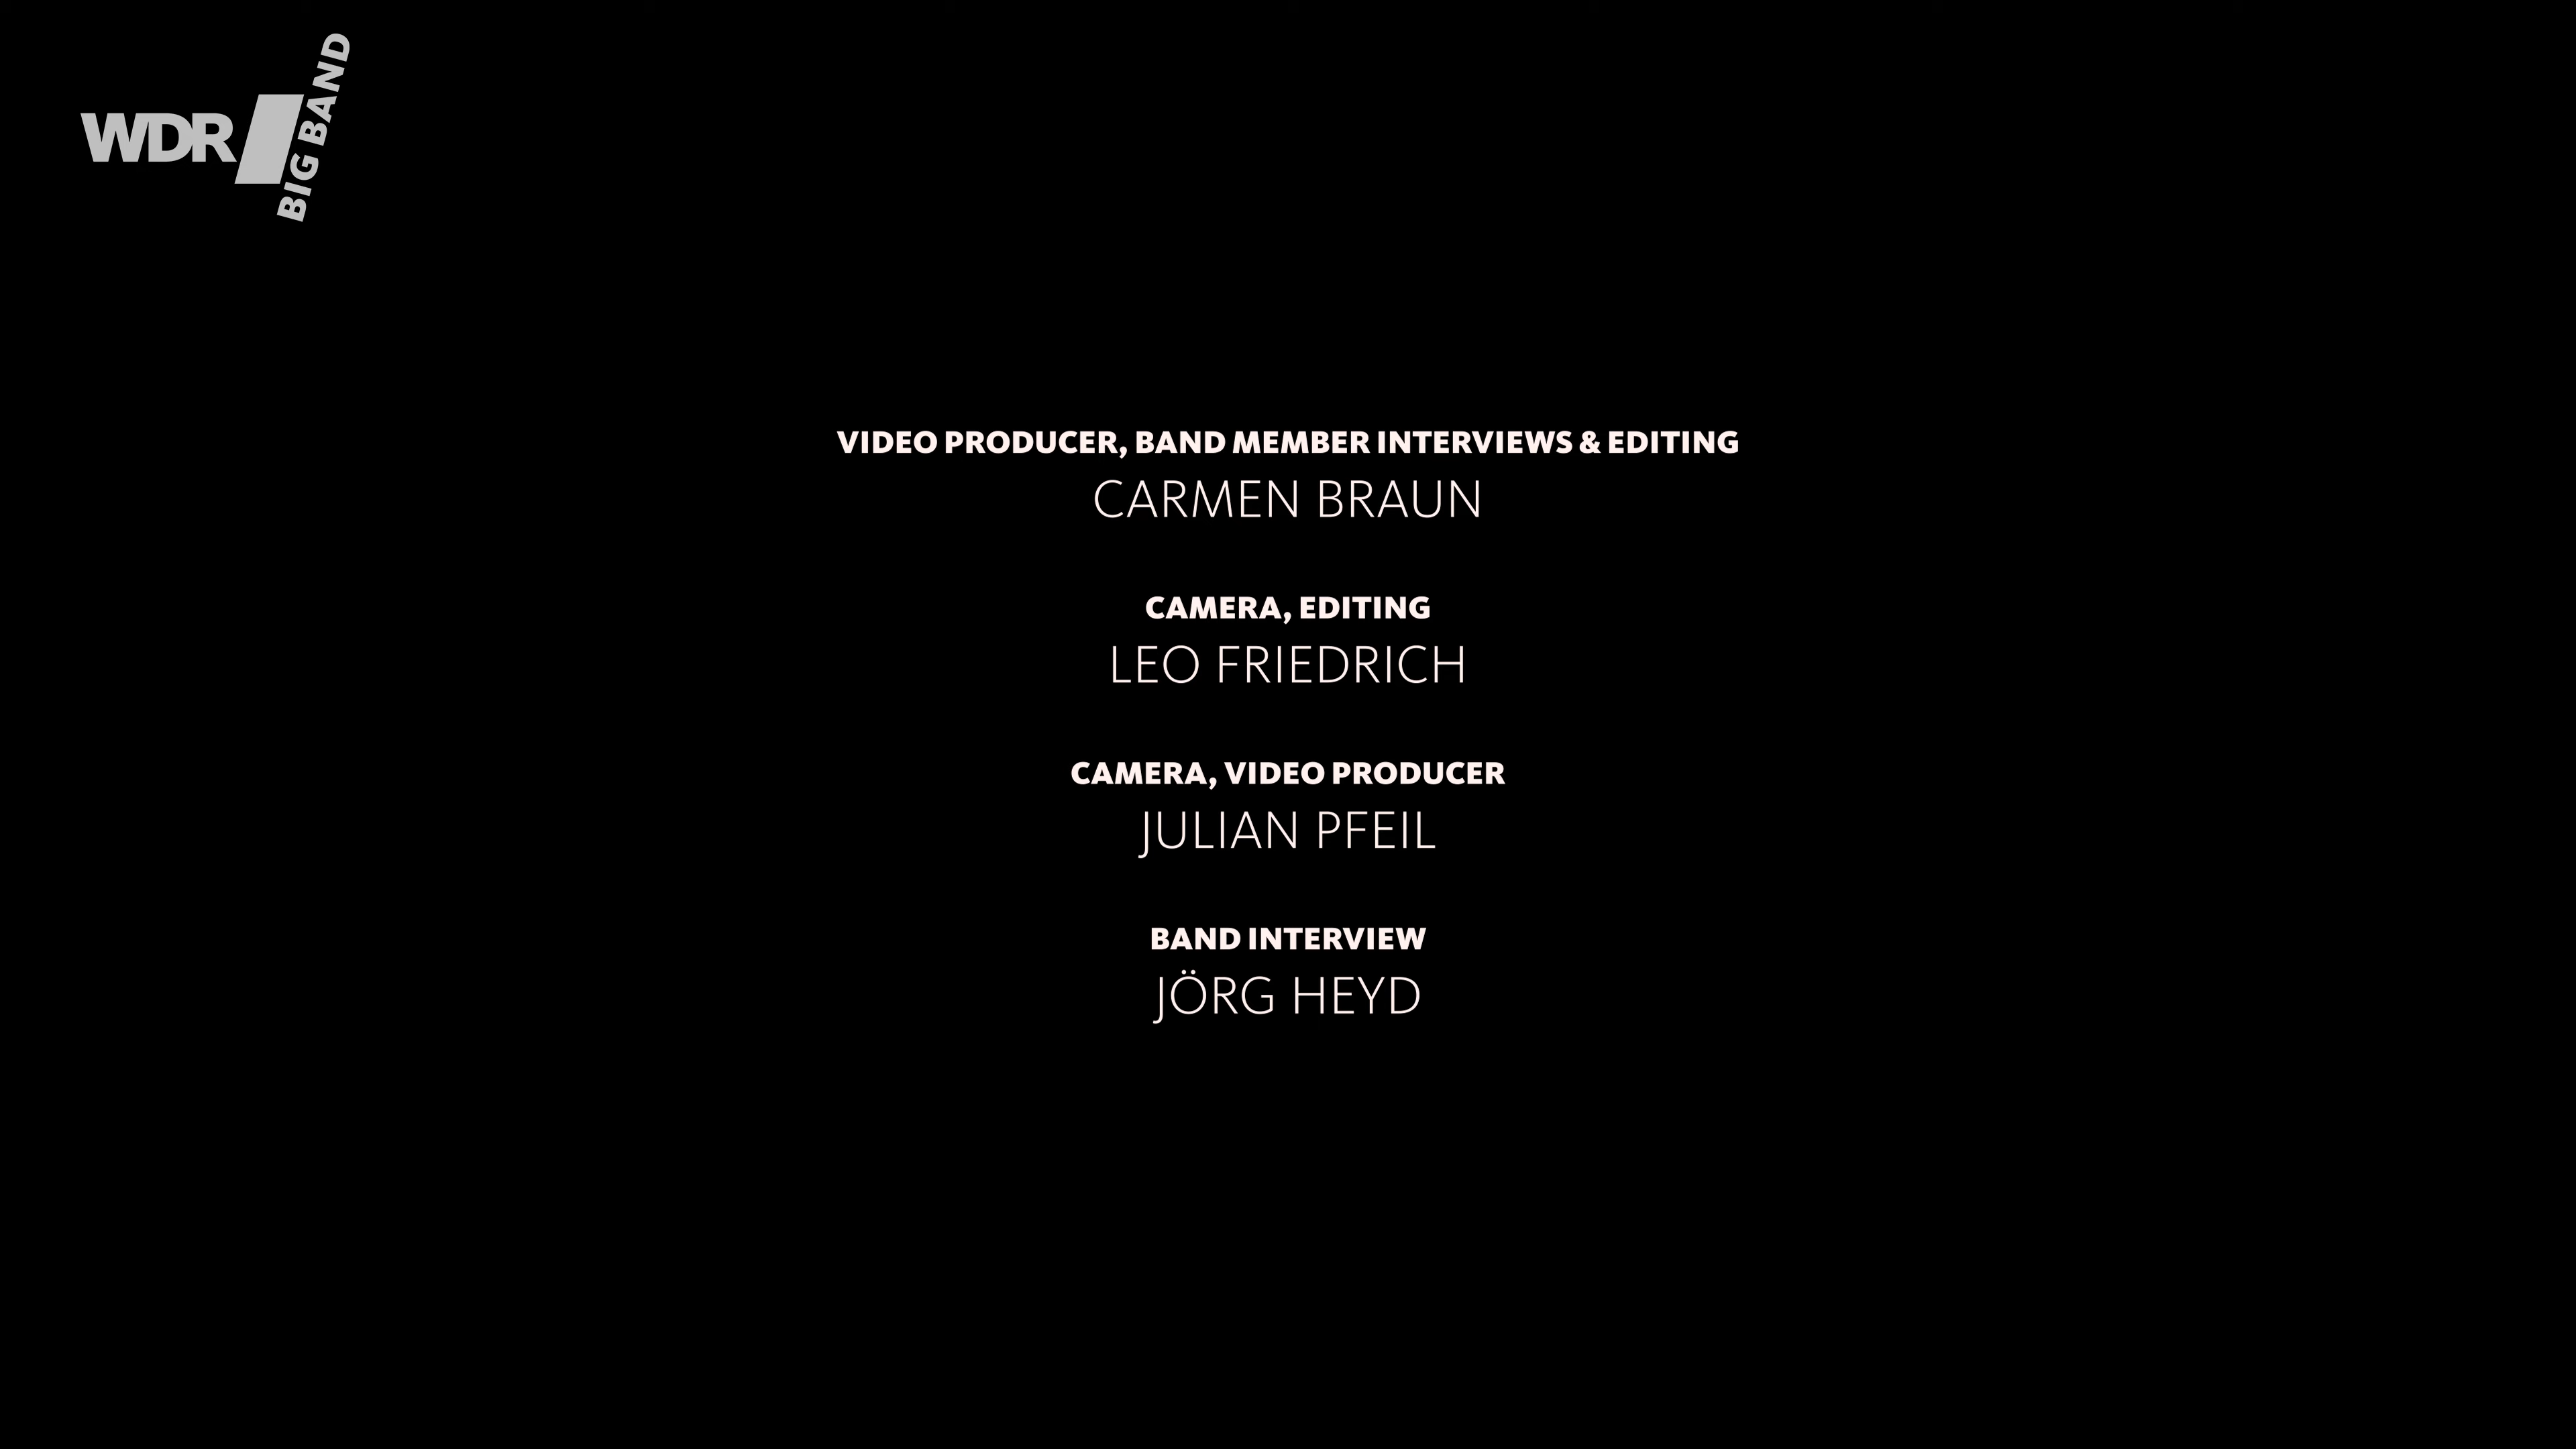 WDR BIG BAND
VIDEO PRODUCER, BAND MEMBER INTERVIEWS & EDITING
CARMEN BRAUN
CAMERA, EDITING
LEO FRIEDRICH
CAMERA, VIDEO PRODUCER
JULIAN PFEIL
BAND INTERVIEW
JÖRG HEYD